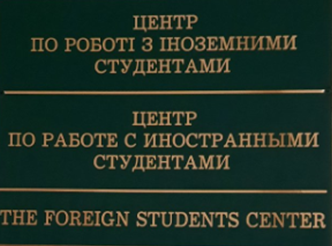 ЦЕНТР
ПО РОБОТІ З ІНОЗЕМНИМИ
СТУДЕНТАМИ
ЦЕНТР
ПО РАБОТЕ С ИНОСТРАННЫМИ
СТУДЕНТАМИ
THE FOREIGN STUDENTS CENTER